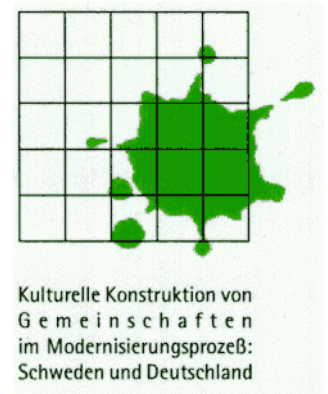 Kulturelle Konstruktion von
Gemeinschaften
im Modernisierungsprozeß:
Schweden und Deutschland